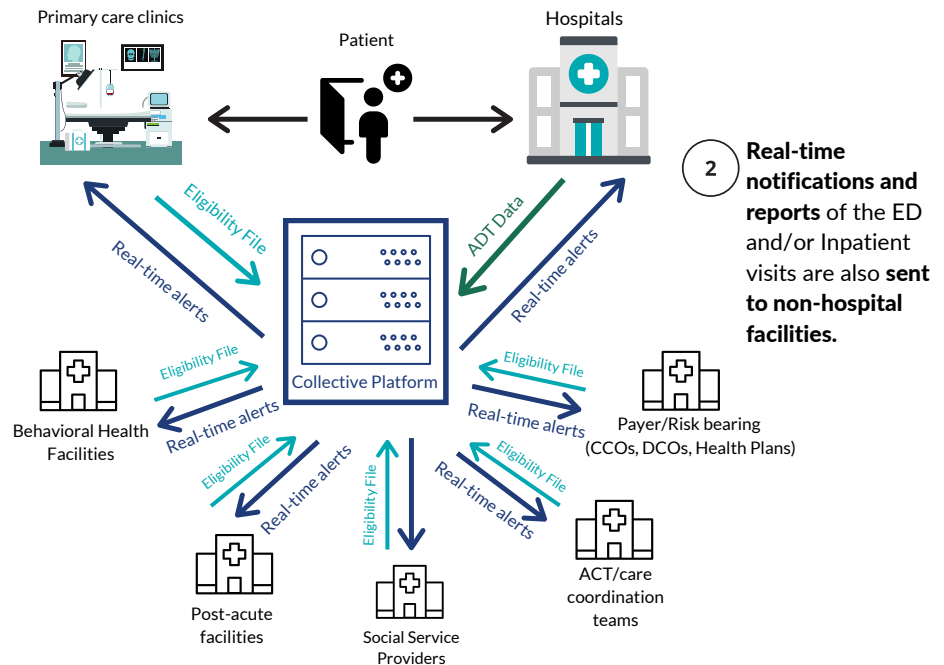 Primary care clinics
Patient
Hospitals
2
Real-time
notifications and
reports of the ED
and/or Inpatient
visits are also sent
to non-hospital
facilities.
Eligibility File
Real-time alerts
ADT Data
Real-time alerts
Collective Platform
Eligibility File
Real-time alerts
Behavioral Health
Facilities
Eligibility File
Real-time alerts
Payer/Risk bearing
(CCOs, DCOs, Health Plans)
Eligibility File
Real-time alerts
Post-acute
facilities
Eligibility File
Social Service
Providers
Eligibility File
Real-time alerts
ACT/care
coordination
teams